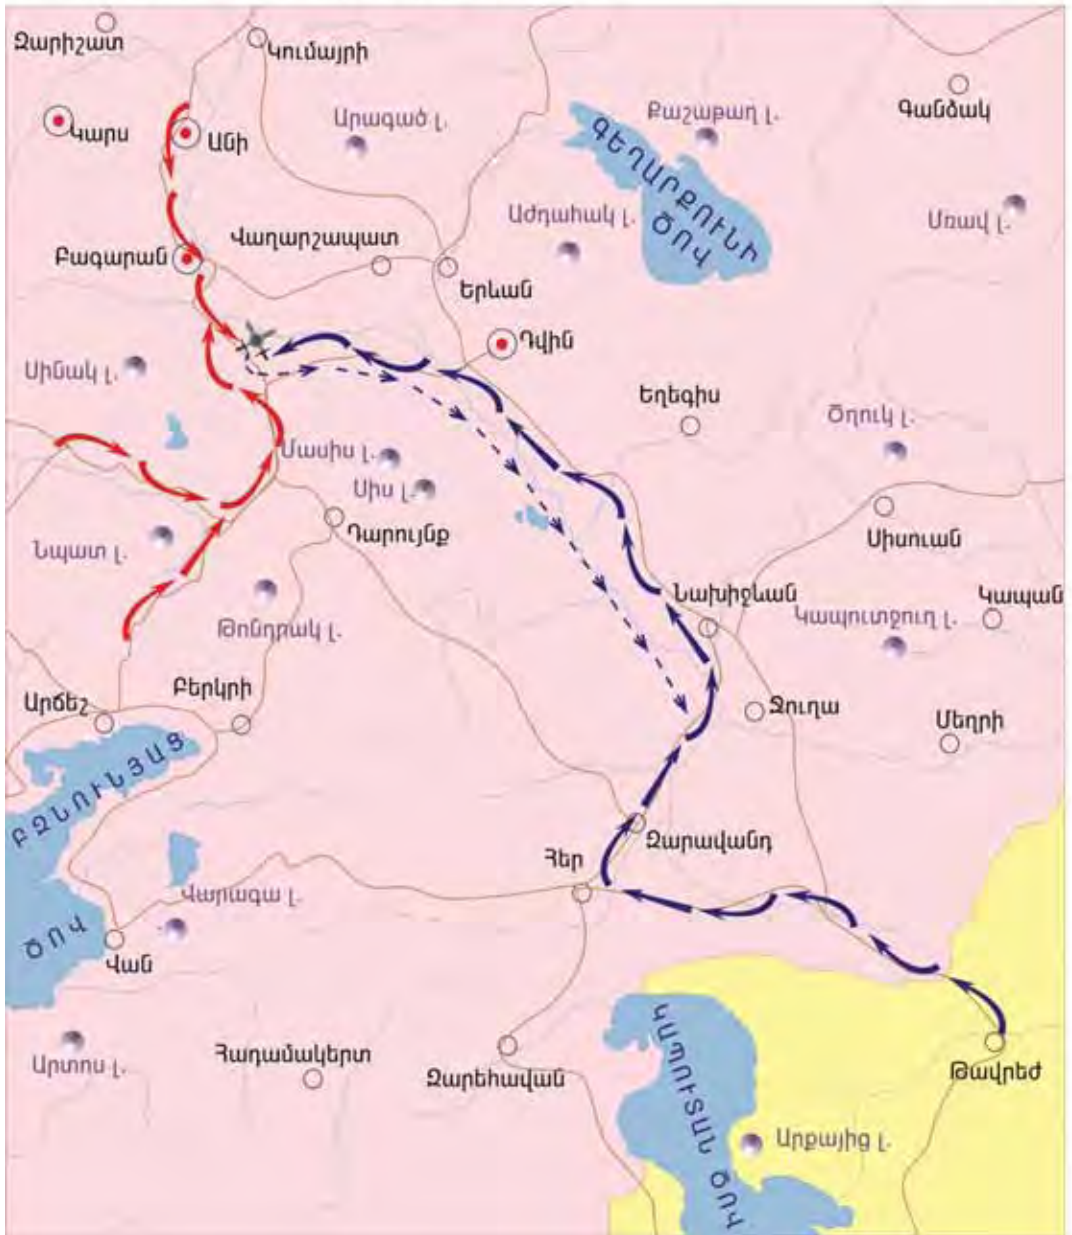 Զարիշատ
Կումայրի
Կարս
Անի
Արագած լ.
Քաշաթաղ լ.
Գանձակ
ԳԵՂԱՐՔՈՒՆԻ
ԾՈՎ
Աժդահակ լ.
Մռավ լ.
Բագարան
Վաղարշապատ
Երևան
Դվին
Սինակ լ.
Եղեգիս
Ծղուկ լ.
Մասիս լ.
Սիս լ.
Նպատ լ.
Դարույնք
Սիսուան
Թոնդրակ լ.
Նախիջևան
Կապան
Կապուտջուղ լ.
Արճեշ
Բերկրի
Ջուղա
Մեղրի
ԲԶՆՈՒՆՅԱՑ
ԾՈՎ
Զարավանդ
Հեր
Վարագա լ.
Վան
Արտոս լ.
Հադամակերտ
Զարեհավան
ԿԱՊՈՒՏԱՆ ԾՈՎ
Թավրեժ
Արքայից լ.